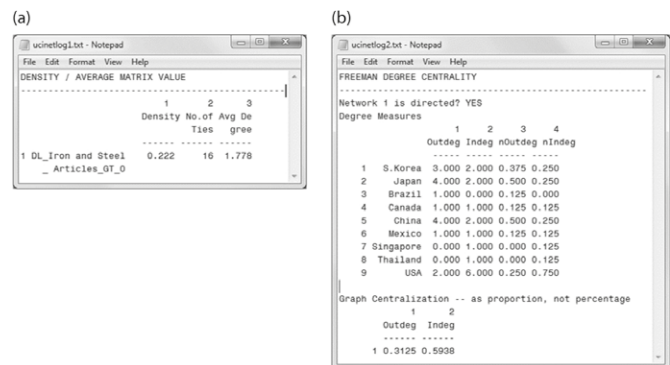 (a)
ucinetlog1.txt - Notepad
File Edit Format View Help
DENSITY / AVERAGE MATRIX VALUE
1 2 3
Density No.of Avg De
Ties gree
1 DL_Iron and Steel 0.222 16 1.778
_ Articles_GT_0
(b)
ucinetlog2.txt - Notepad
File Edit Format View Help
FREEMAN DEGREE CENTRALITY
Network 1 is directed? YES
Degree Measures
1 2 3 4
Outdeg Indeg nOutdeg nIndeg
1 S.Korea 3.000 2.000 0.375 0.250
2 Japan 4.000 2.000 0.500 0.250
3 Brazil 1.000 0.000 0.125 0.000
4 Canada 1.000 1.000 0.125 0.125
5 China 4.000 2.000 0.500 0.250
6 Mexico 1.000 1.000 0.125 0.125
7 Singapore 0.000 1.000 0.000 0.125
8 Thailand 0.000 1.000 0.000 0.125
9 USA 2.000 6.000 0.250 0.750
Graph Centralization -- as proportion, not percentage
1 2
Outdeg Indeg
1 0.3125 0.5938